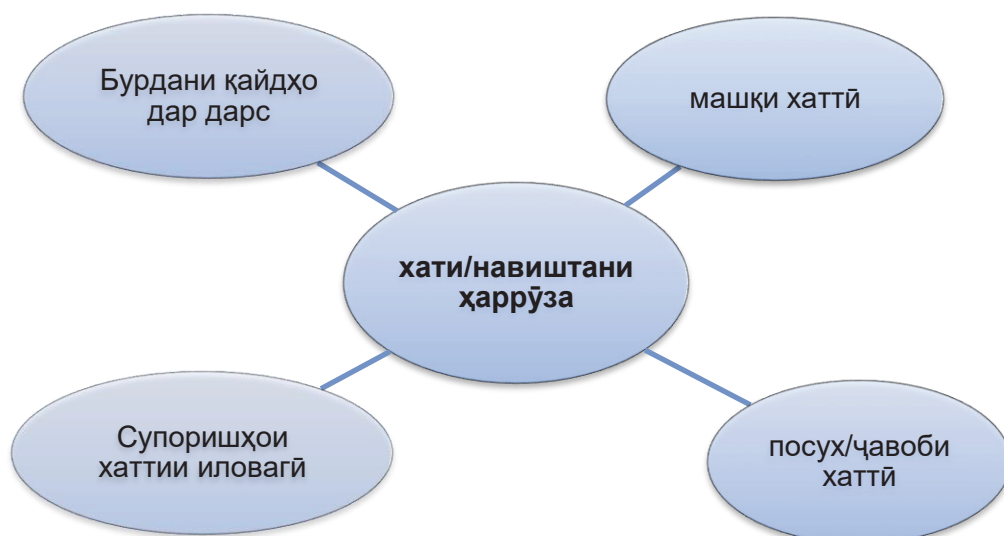 Бурдани қайдҳо
дар дарс
машқи хаттӣ
хати/навиштани
ҳаррӯза
Супоришҳои
хаттии иловагӣ
посух/ҷавоби
хаттӣ